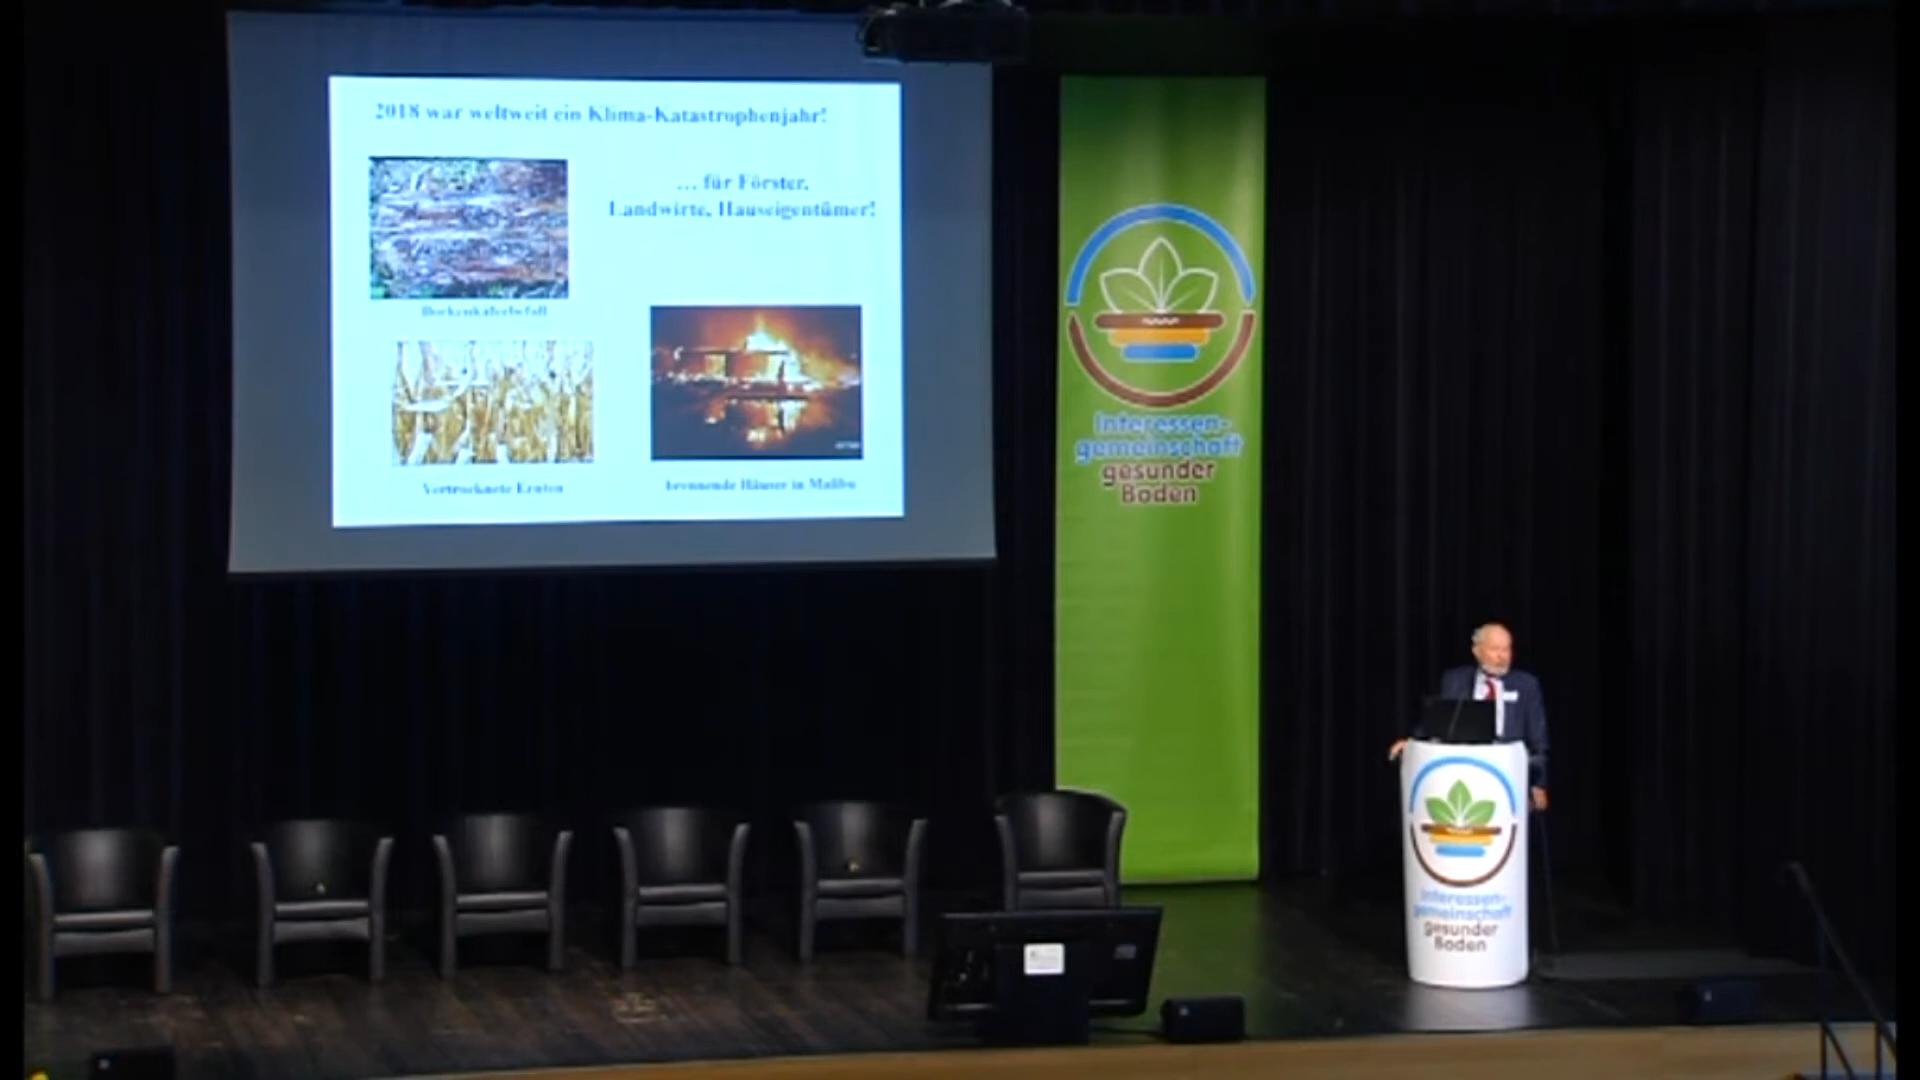 2018 war weltweit ein Klima-Katastrophenjahr!
… für Förster,
Landwirte, Hauseigentümer!
Borkenkäferbefall
Vertrocknete Ernten
brennende Häuser in Malibu
Interessen-
gemeinschaft
gesunder
Boden
Interessen-
gemeinschaft
gesunder
Boden